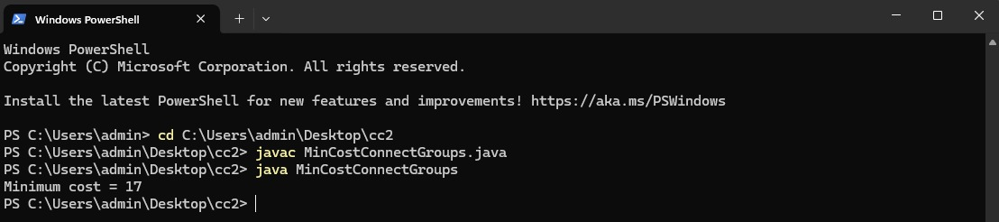 Windows PowerShell
Windows PowerShell
Copyright (C) Microsoft Corporation. All rights reserved.
Install the latest PowerShell for new features and improvements! https://aka.ms/PSWindows
PS C:\Users\admin> cd C:\Users\admin\Desktop\cc2
PS C:\Users\admin\Desktop\cc2> javac MinCostConnectGroups.java
PS C:\Users\admin\Desktop\cc2> java MinCostConnectGroups
Minimum cost = 17
PS C:\Users\admin\Desktop\cc2>